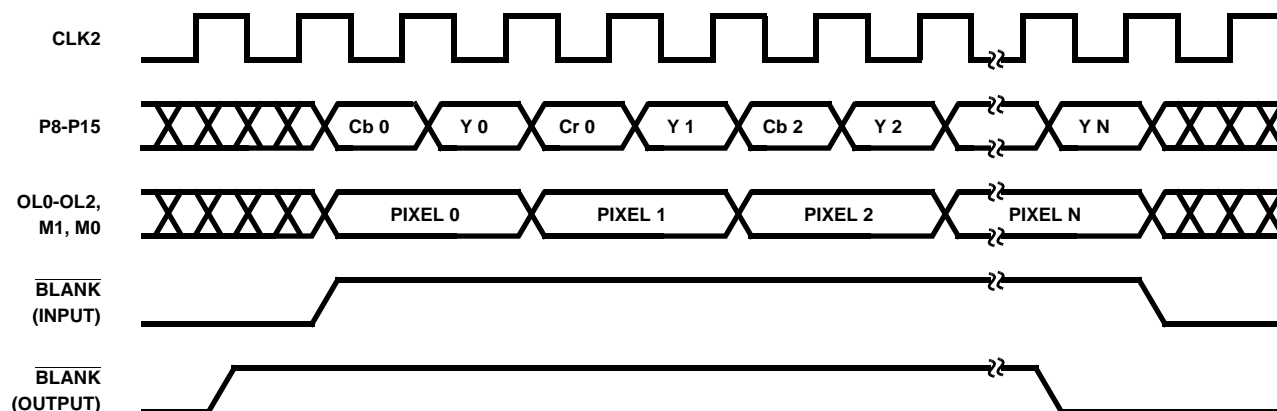 CLK2
P8-P15
Cb 0
Y 0
Cr 0
Y 1
Cb 2
Y 2
Y N
OL0-OL2,
M1, M0
PIXEL 0
PIXEL 1
PIXEL 2
PIXEL N
BLANK
(INPUT)
BLANK
(OUTPUT)